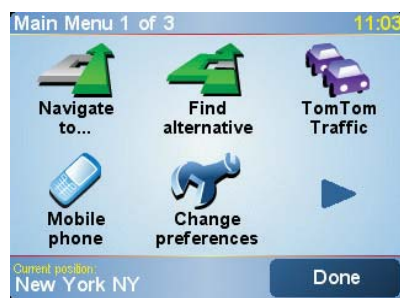 Main Menu 1 of 3
11:03
Navigate
to...
Find
alternative
TomTom
Traffic
Mobile
phone
Change
preferences
Current position:
New York NY
Done